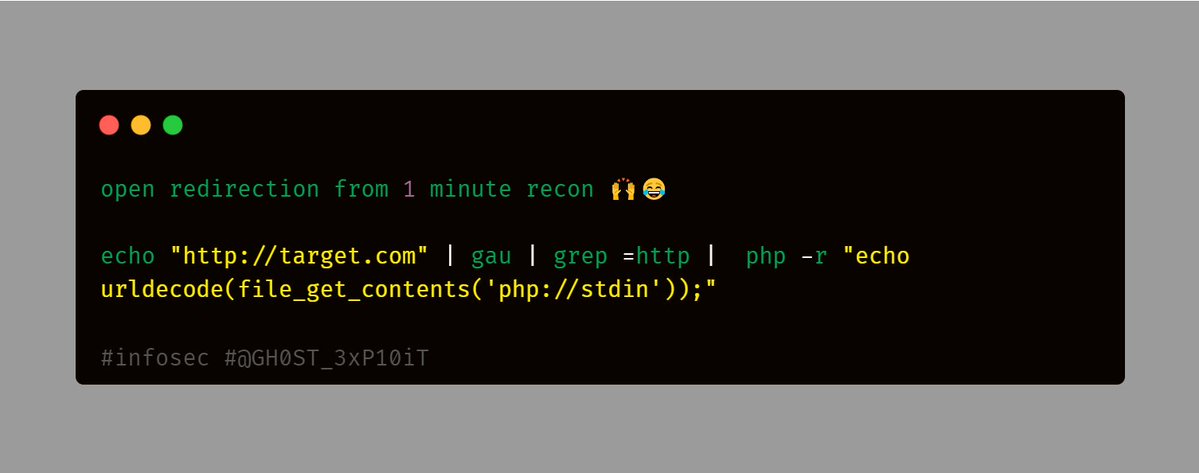 open redirection from 1 minute recon 🙌😂
echo "http://target.com" | gau | grep =http |  php -r "echo
urldecode(file_get_contents('php://stdin'));"
#infosec #@GH0ST_3xP10iT